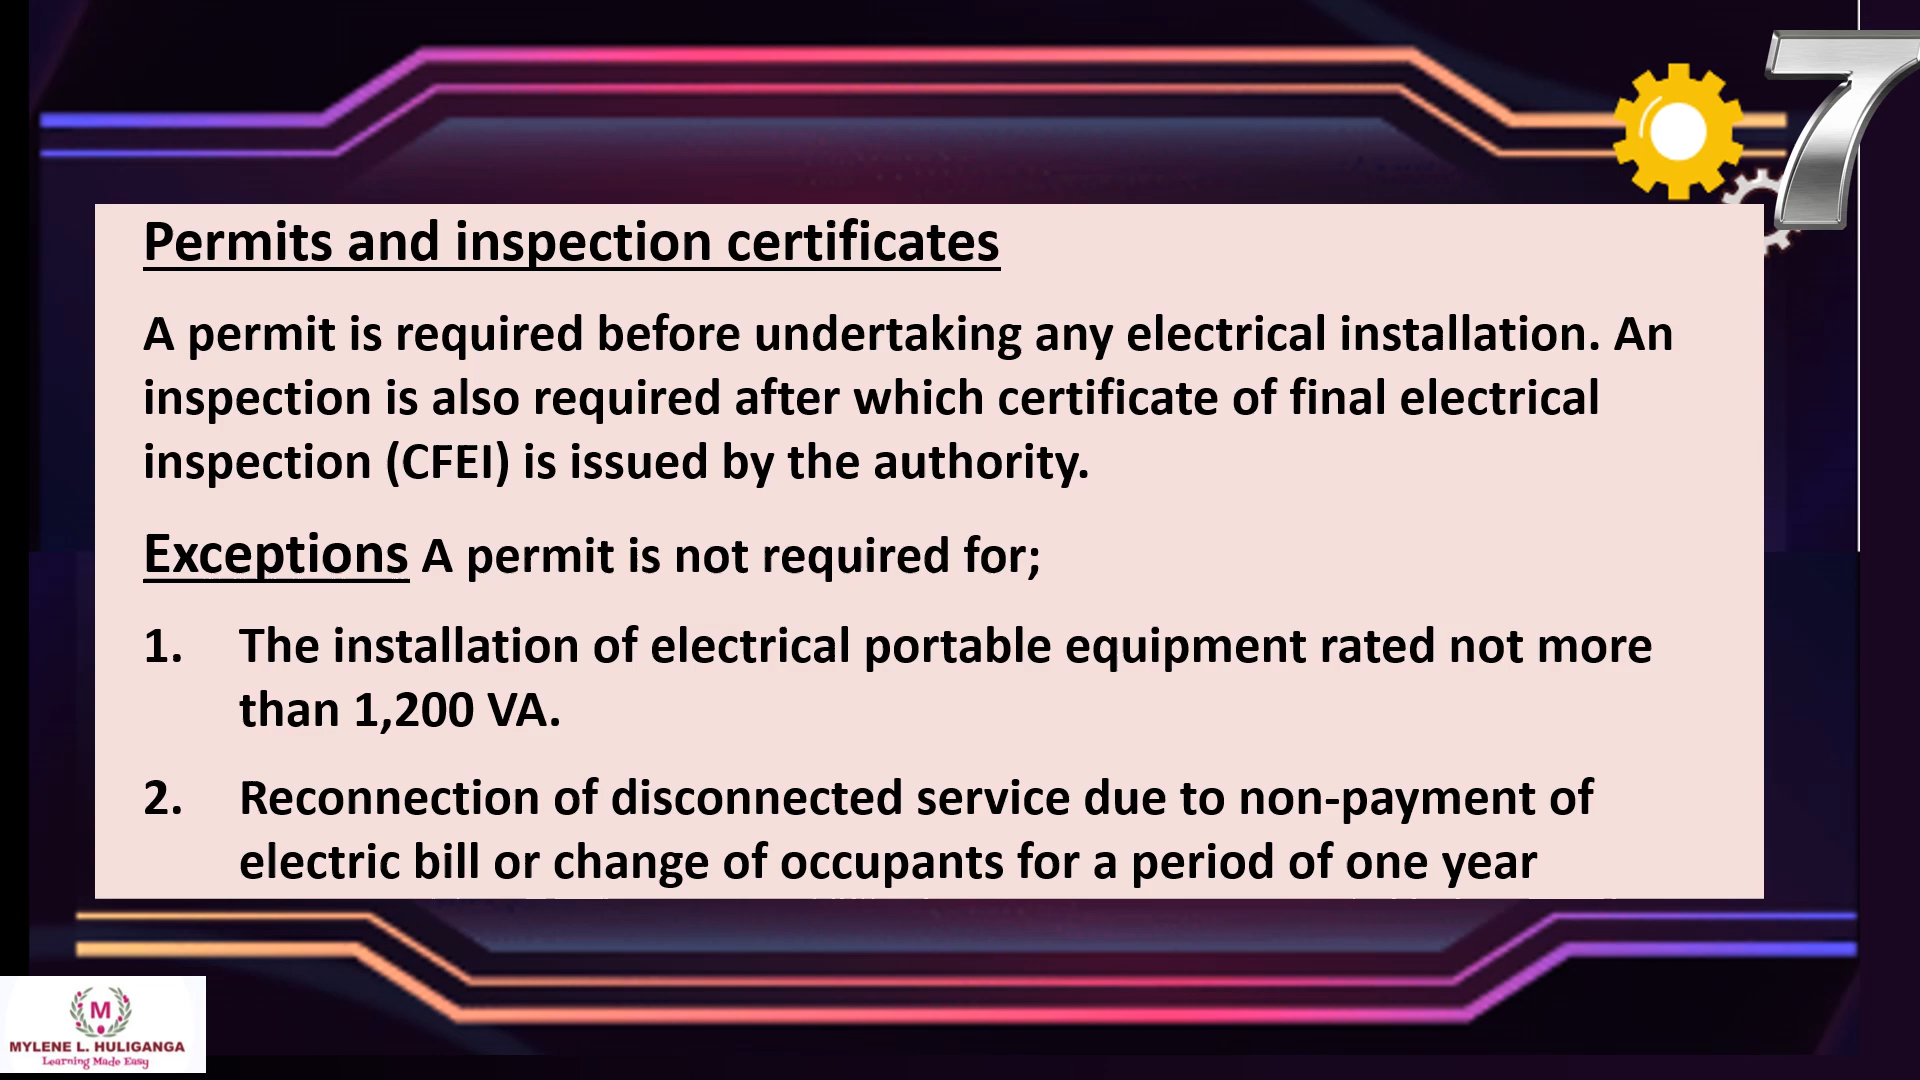 7
Permits and inspection certificates
A permit is required before undertaking any electrical installation. An
inspection is also required after which certificate of final electrical
inspection (CFEI) is issued by the authority.
Exceptions A permit is not required for;
1. The installation of electrical portable equipment rated not more
than 1,200 VA.
2. Reconnection of disconnected service due to non-payment of
electric bill or change of occupants for a period of one year
M
MYLENE L. HULIGANGA
Learning Made Easy